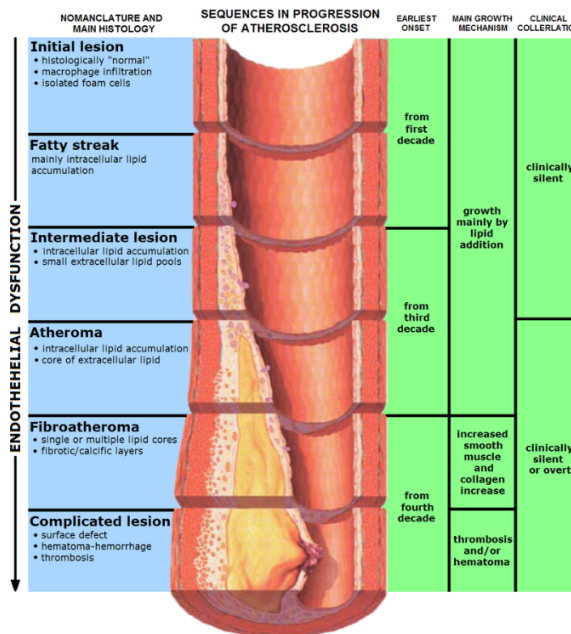 NOMANCLATURE AND
MAIN HISTOLOGY
SEQUENCES IN PROGRESSION
OF ATHEROSCLEROSIS
EARLIEST
ONSET
MAIN GROWTH
MECHANISM
CLINICAL
COLLERLATION
Initial lesion
• histologically "normal"
• macrophage infiltration
• isolated foam cells
Fatty streak
mainly intracellular lipid
accumulation
Intermediate lesion
• intracellular lipid accumulation
• small extracellular lipid pools
Atheroma
• intracellular lipid accumulation
• core of extracellular lipid
Fibroatheroma
• single or multiple lipid cores
• fibrotic/calcific layers
Complicated lesion
• surface defect
• hematoma-hemorrhage
• thrombosis
ENDOTHEHELIAL DYSFUNCTION
from
first
decade
from
third
decade
from
fourth
decade
growth
mainly by
lipid
addition
increased
smooth
muscle
and
collagen
increase
thrombosis
and/or
hematoma
clinically
silent
clinically
silent
or overt